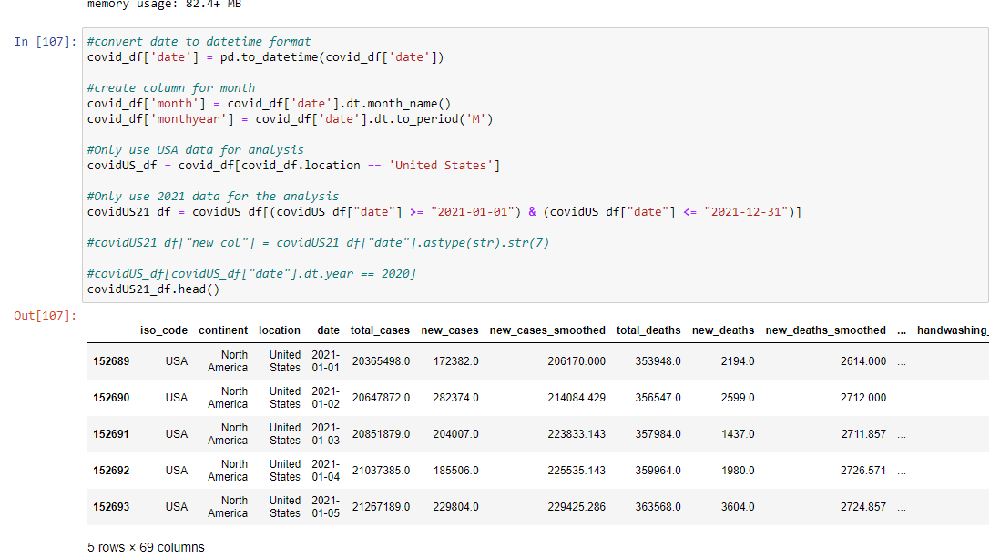 memory usage: 82.4+ MB
In [107]:
#convert date to datetime format
covid_df['date'] = pd.to_datetime(covid_df['date'])
#create column for month
covid_df['month'] = covid_df['date'].dt.month_name()
covid_df['monthyear'] = covid_df['date'].dt.to_period('M')
#Only use USA data for analysis
covidUS_df = covid_df[covid_df.location == 'United States']
#Only use 2021 data for the analysis
covidUS21_df = covidUS_df[(covidUS_df["date"] >= "2021-01-01") & (covidUS_df["date"] <= "2021-12-31")]
#covidUS21_df["new_col"] = covidUS21_df["date"].astype(str).str(7)
#covidUS_df[covidUS_df["date"].dt.year == 2020]
covidUS21_df.head()
Out[107]:
iso_code continent location date total_cases new_cases new_cases_smoothed total_deaths new_deaths new_deaths_smoothed ... handwashing_
152689 USA North America United States 2021-01-01 20365498.0 172382.0 206170.000 353948.0 2194.0 2614.000 ...
152690 USA North America United States 2021-01-02 20647872.0 282374.0 214084.429 356547.0 2599.0 2712.000 ...
152691 USA North America United States 2021-01-03 20851879.0 204007.0 223833.143 357984.0 1437.0 2711.857 ...
152692 USA North America United States 2021-01-04 21037385.0 185506.0 225535.143 359964.0 1980.0 2726.571 ...
152693 USA North America United States 2021-01-05 21267189.0 229804.0 229425.286 363568.0 3604.0 2724.857 ...
5 rows × 69 columns